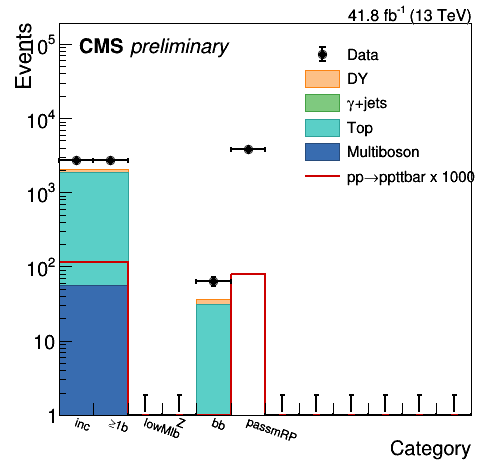 41.8 fb⁻¹ (13 TeV)
Events
CMS preliminary
Data
DY
γ+jets
Top
Multiboson
pp→ppttbar x 1000
10⁵
10⁴
10³
10²
10
1
inc ≥1b lowMlb Z bb passmRP
Category